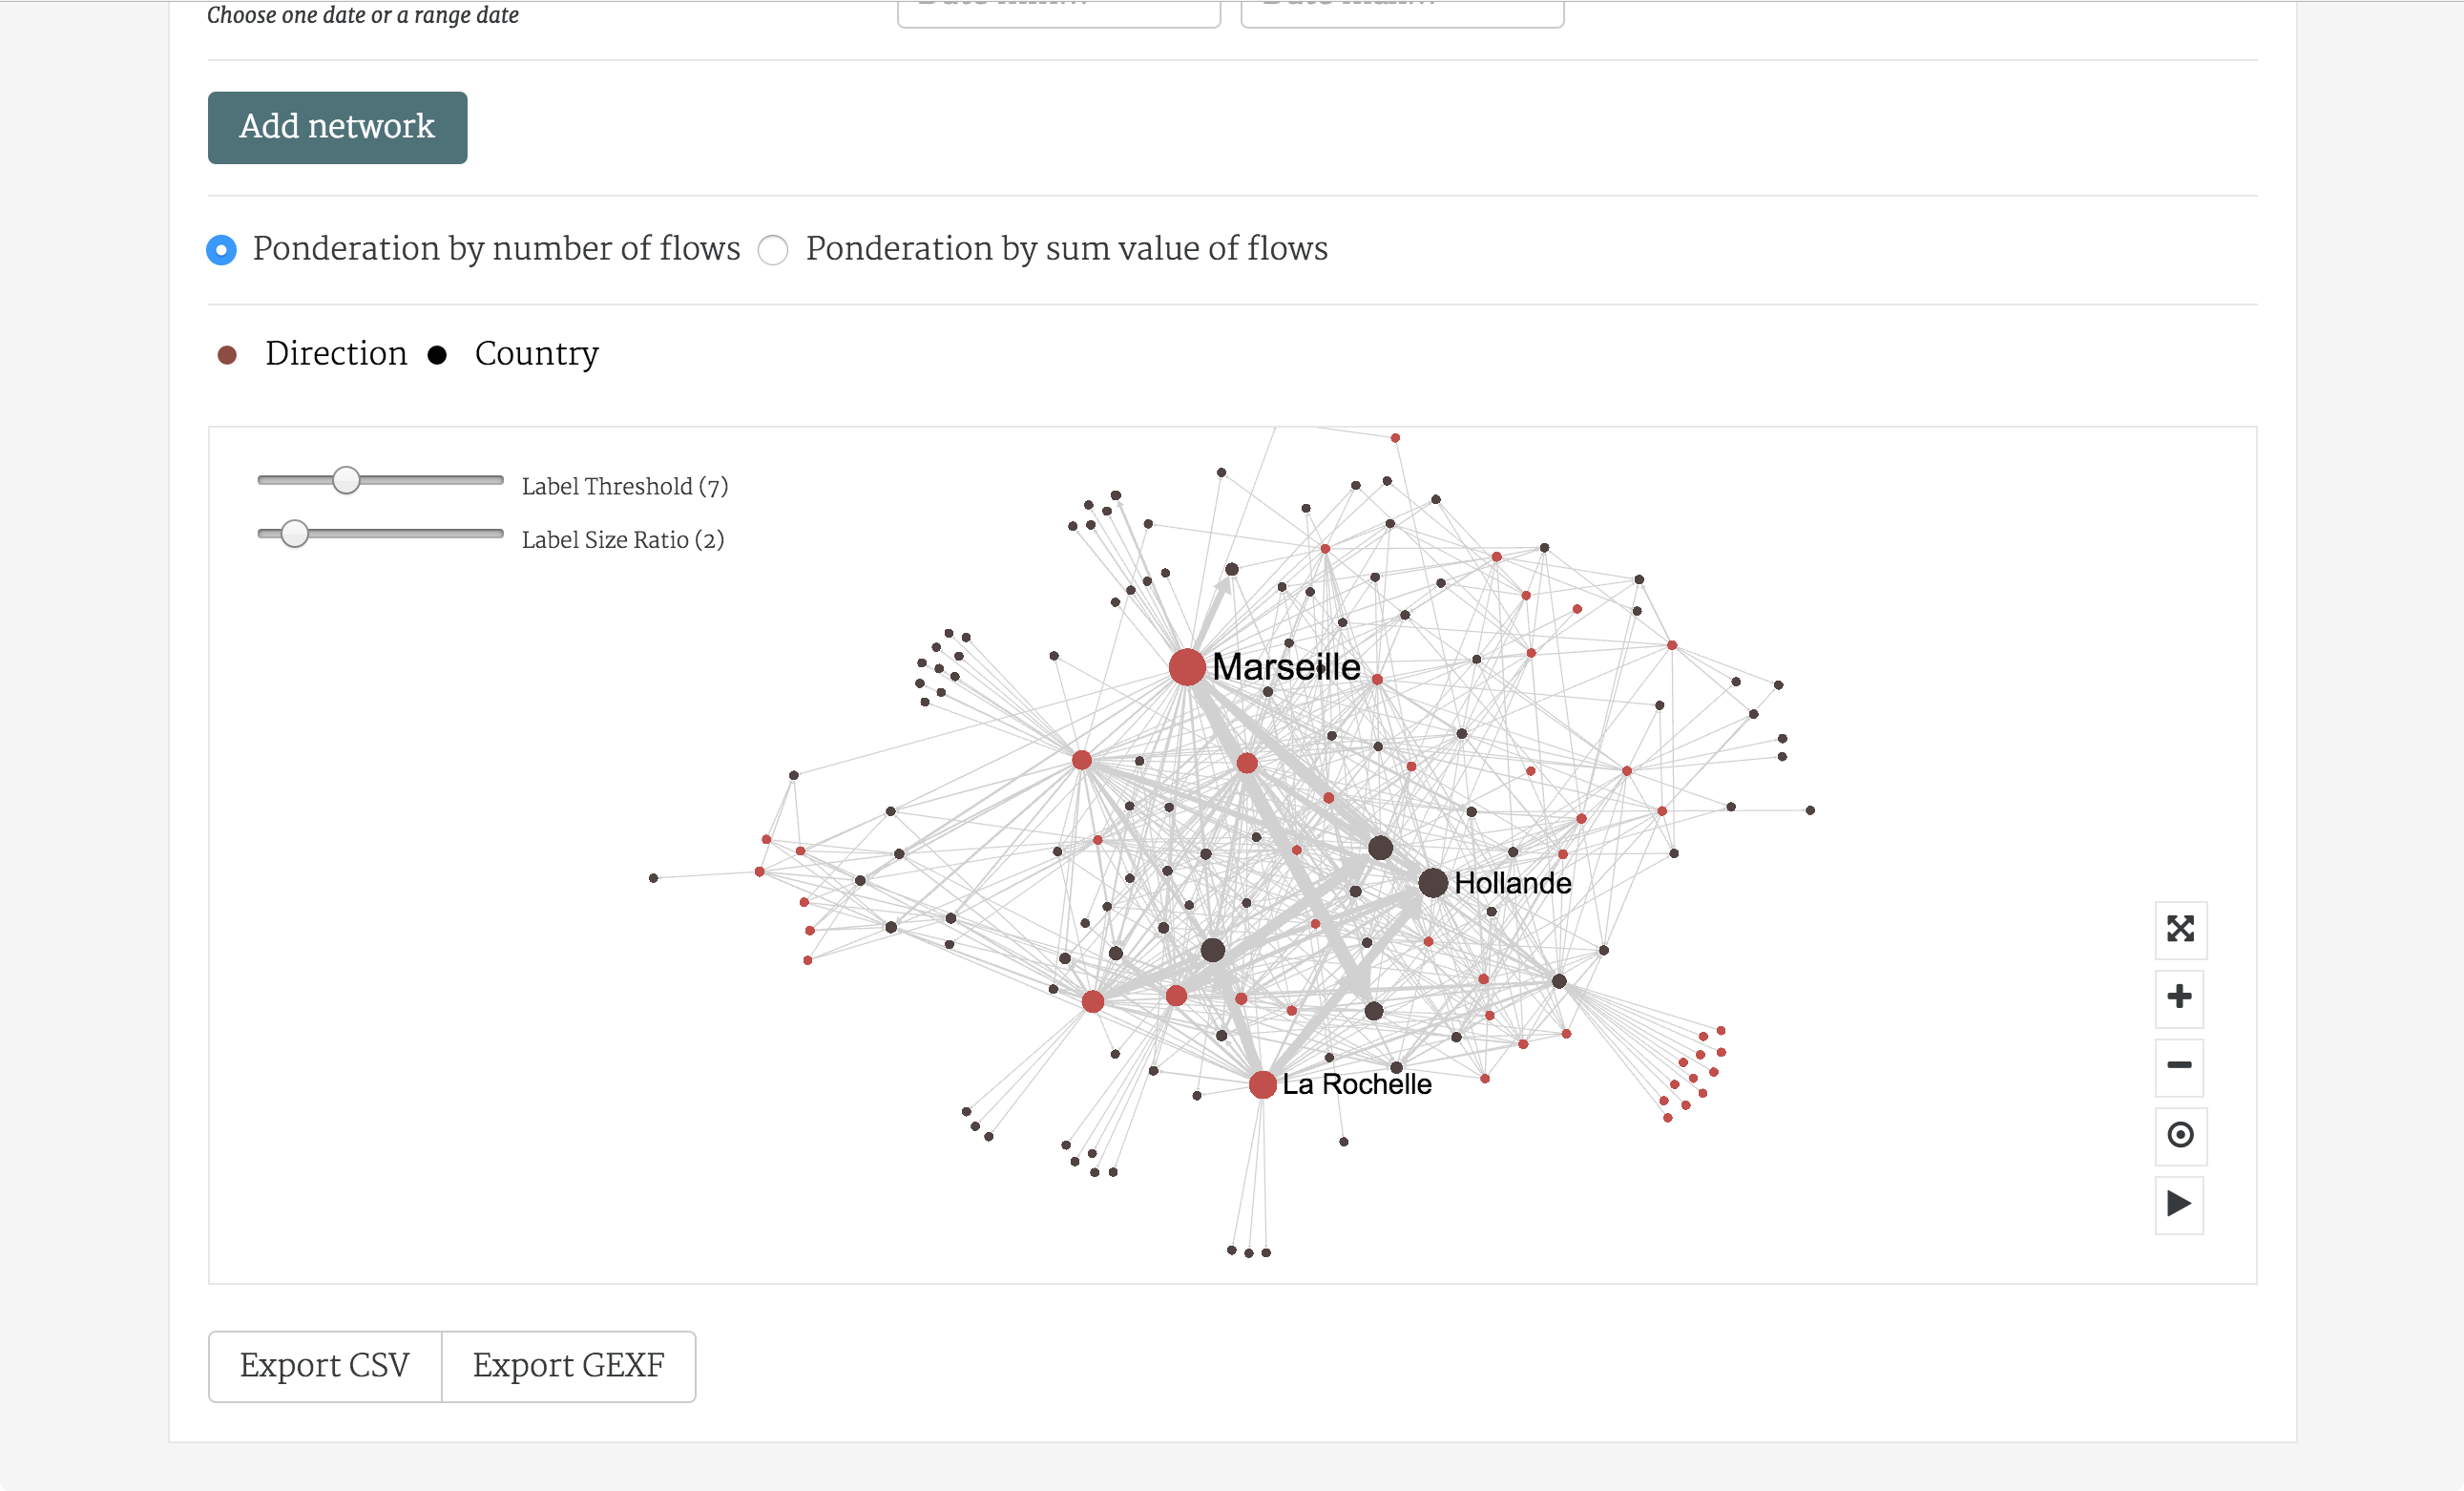 Choose one date or a range date
Add network
Ponderation by number of flows
Ponderation by sum value of flows
Direction
Country
Label Threshold (7)
Label Size Ratio (2)
Marseille
Hollande
La Rochelle
Export CSV
Export GEXF